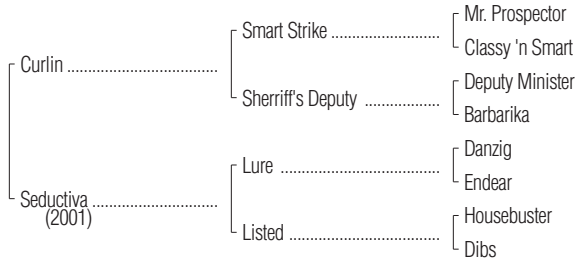 Mr. Prospector
Smart Strike ........................
Classy 'n Smart
Curlin ........................................
Deputy Minister
Sherriff's Deputy .................
Barbarika
Danzig
Lure ...................................
Endear
Seductiva .................................
(2001)
Housebuster
Listed .................................
Dibs